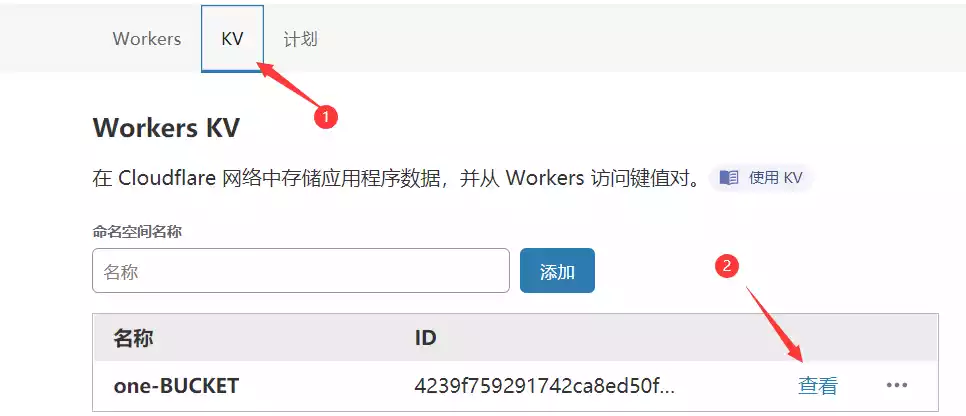 Workers KV 计划
1
Workers KV
在 Cloudflare 网络中存储应用程序数据，并从 Workers 访问键值对。 使用 KV
命名空间名称
2
名称 添加
名称 ID
one-BUCKET 4239f759291742ca8ed50f... 查看 •••